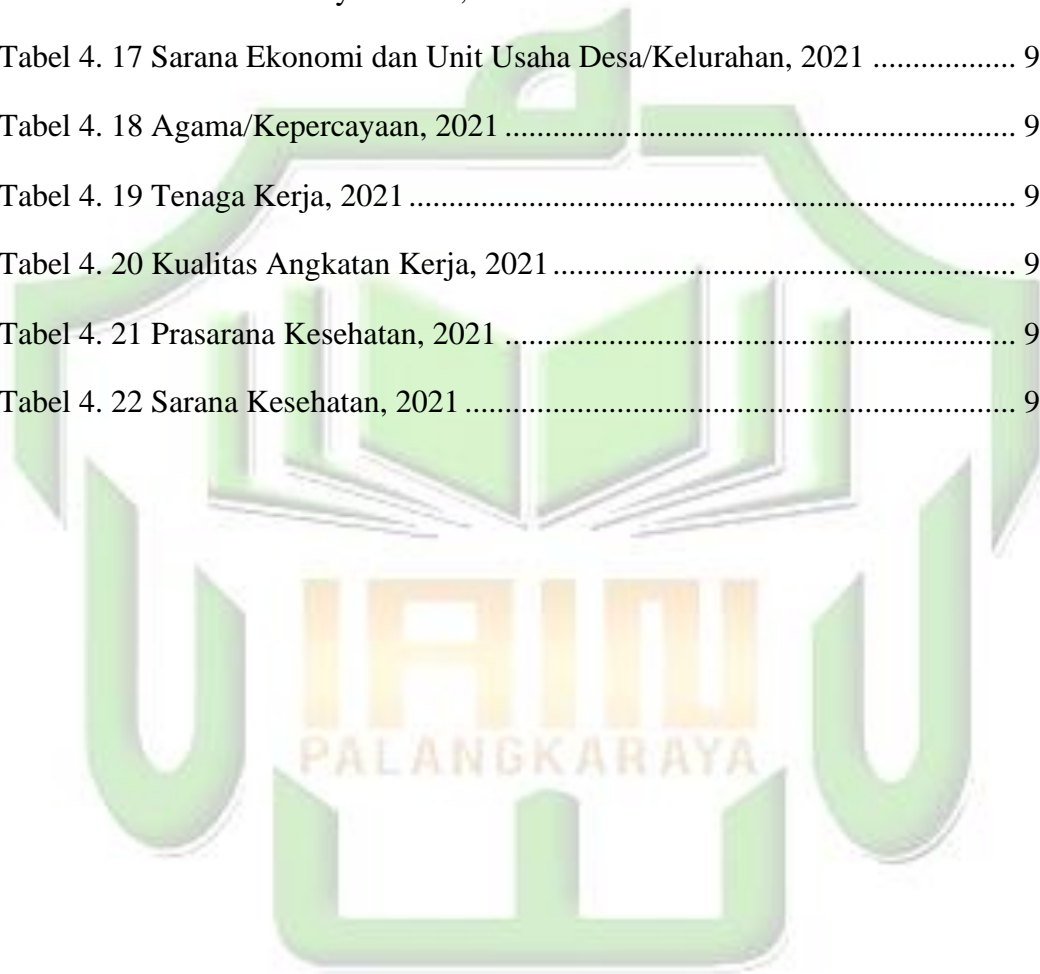 Tabel 4. 17 Sarana Ekonomi dan Unit Usaha Desa/Kelurahan, 2021 ................. 9
Tabel 4. 18 Agama/Kepercayaan, 2021 .............................................................. 9
Tabel 4. 19 Tenaga Kerja, 2021 .......................................................................... 9
Tabel 4. 20 Kualitas Angkatan Kerja, 2021 ........................................................ 9
Tabel 4. 21 Prasarana Kesehatan, 2021 .............................................................. 9
Tabel 4. 22 Sarana Kesehatan, 2021 ................................................................... 9
IAIN
PALANGKARAYA